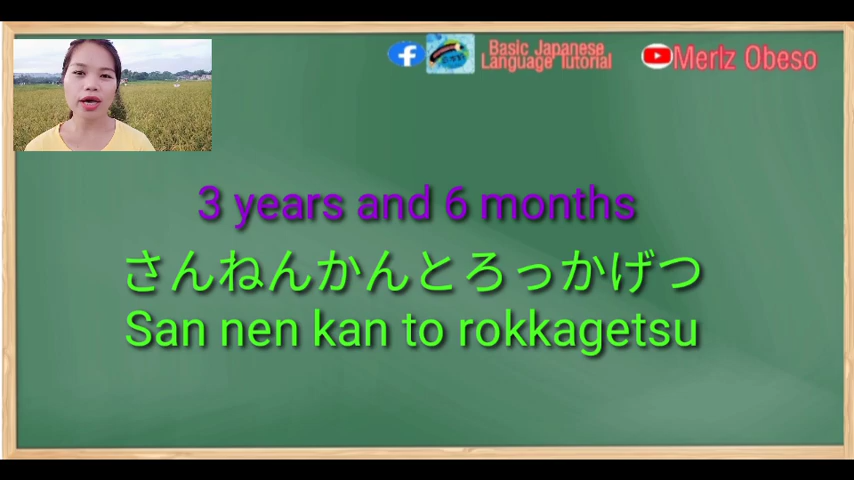 Basic Japanese
Language Tutorial
Merlz Obeso
3 years and 6 months
さんねんかんとろっかげつ
San nen kan to rokkagetsu